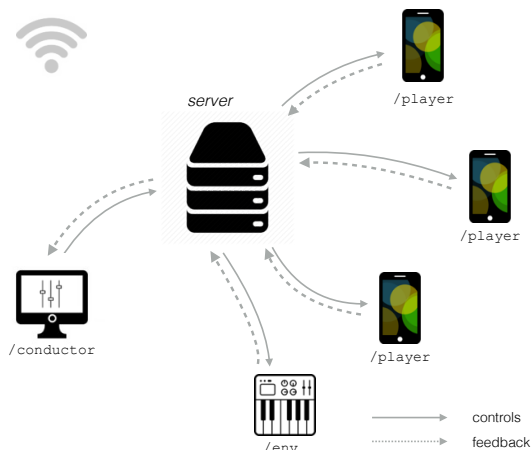 server
/player
/player
/conductor
/player
/env
controls
feedback